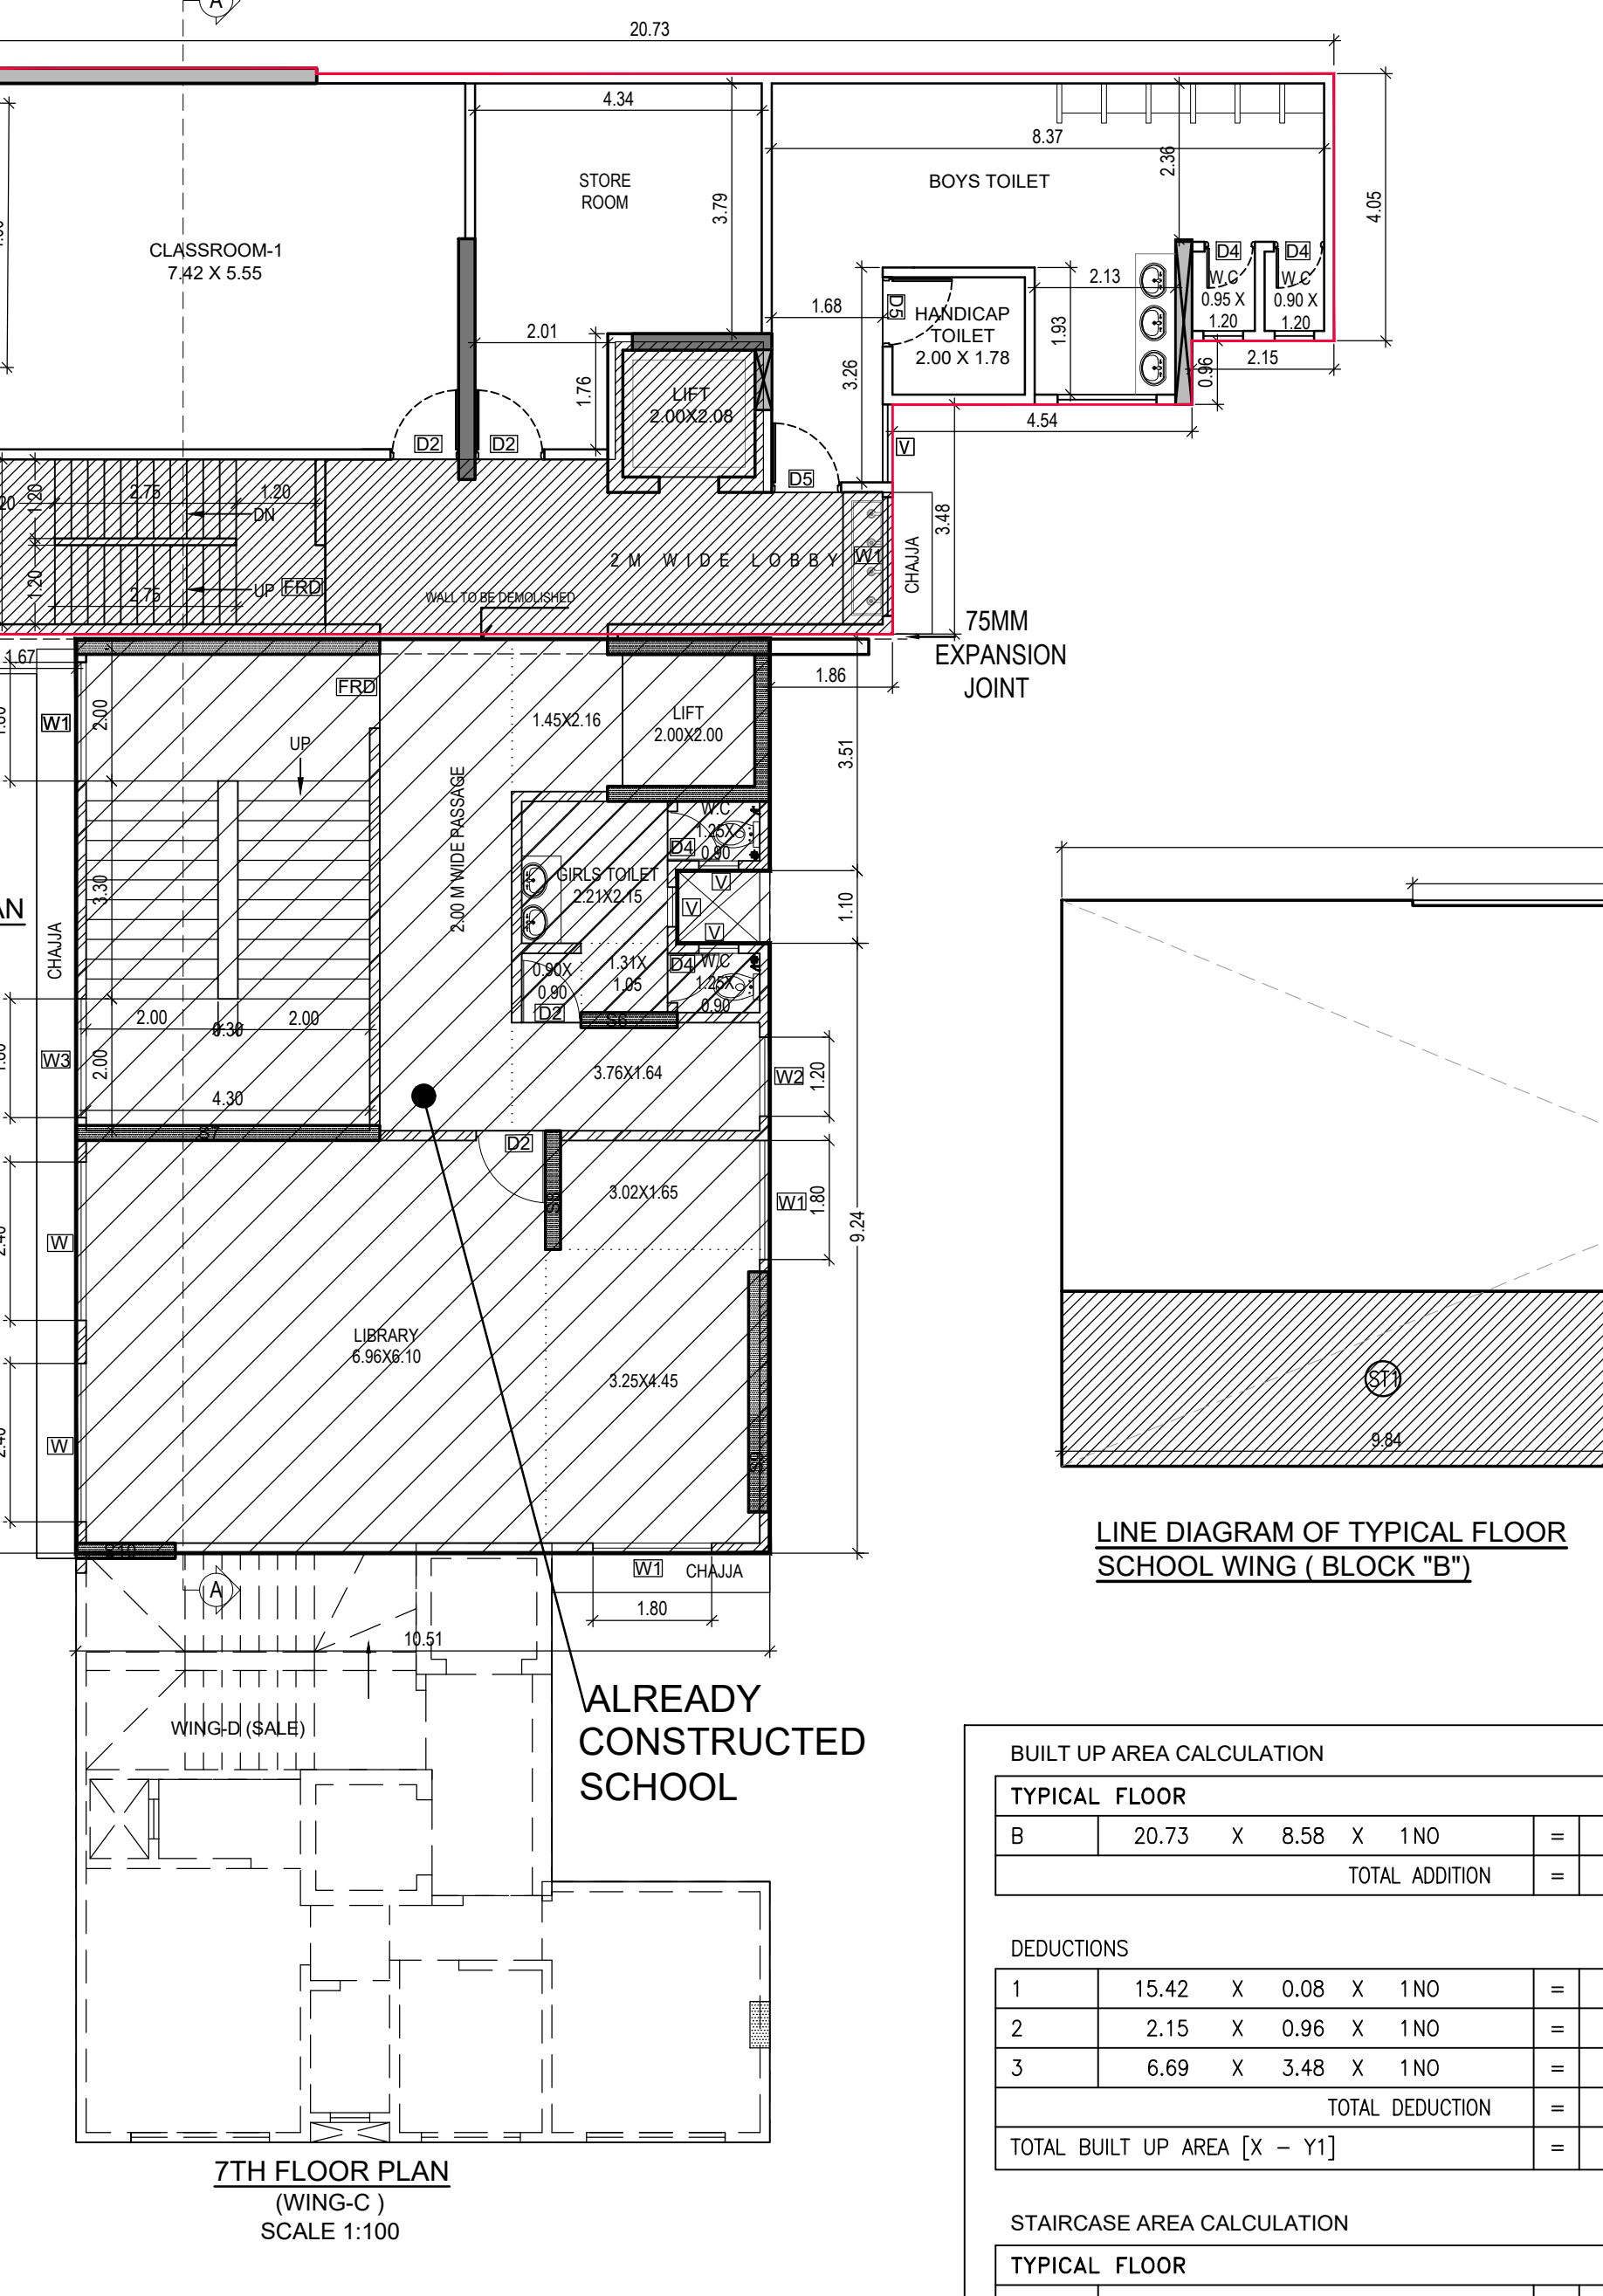 A
20.73
4.34
8.37
2.36
4.05
STORE
ROOM
BOYS TOILET
3.79
CLASSROOM-1
7.42 X 5.55
D4
D4
W.C
0.95 X
1.20
W.C
0.90 X
1.20
2.13
1.68
D5
HANDICAP
TOILET
2.00 X 1.78
1.93
3.26
2.01
1.76
LIFT
2.00X2.08
0.96
2.15
4.54
D2
D2
V
D5
1.20
2.75
1.20
DN
3.48
2 M WIDE LOBBY
W1
CHAJJA
1.20
2.75
UP
FRD
WALL TO BE DEMOLISHED
75MM
EXPANSION
JOINT
1.67
FRD
1.86
W1
2.00
1.45X2.16
LIFT
2.00X2.00
UP
3.51
2.00 M WIDE PASSAGE
W.C
1.25X
0.90
D4
GIRLS TOILET
2.21X2.15
V
V
V
3.30
1.10
CHAJJA
0.90X
0.90
D2
1.31X
1.05
D4
W.C
1.25X
0.90
2.00
0.30
2.00
S6
W3
2.00
3.76X1.64
W2
1.20
4.30
S7
D2
S8
3.02X1.65
W1
1.80
9.24
W
LIBRARY
6.96X6.10
3.25X4.45
ST1
9.84
W
S10
LINE DIAGRAM OF TYPICAL FLOOR
SCHOOL WING ( BLOCK "B")
A
W1
CHAJJA
1.80
10.51
ALREADY
CONSTRUCTED
SCHOOL
WING-D (SALE)
BUILT UP AREA CALCULATION
TYPICAL FLOOR
B 20.73 X 8.58 X 1NO =
TOTAL ADDITION =
DEDUCTIONS
1 15.42 X 0.08 X 1NO =
2 2.15 X 0.96 X 1NO =
3 6.69 X 3.48 X 1NO =
TOTAL DEDUCTION =
TOTAL BUILT UP AREA [X – Y1] =
7TH FLOOR PLAN
(WING-C )
SCALE 1:100
STAIRCASE AREA CALCULATION
TYPICAL FLOOR